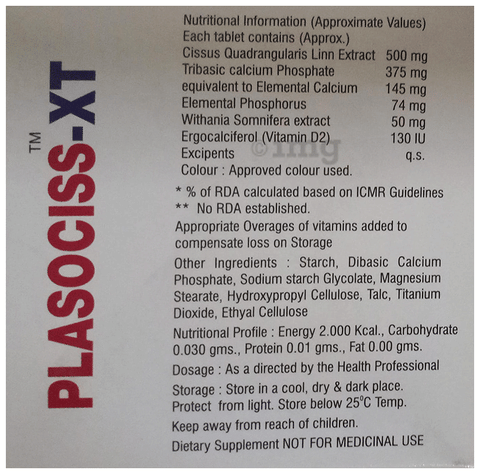 PLASOCISS-XT™
Nutritional Information (Approximate Values)
Each tablet contains (Approx.)
Cissus Quadrangularis Linn Extract 500 mg
Tribasic calcium Phosphate 375 mg
equivalent to Elemental Calcium 145 mg
Elemental Phosphorus 74 mg
Withania Somnifera extract 50 mg
Ergocalciferol (Vitamin D2) 130 IU
Excipents q.s.
©1mg
Colour : Approved colour used.
* % of RDA calculated based on ICMR Guidelines
** No RDA established.
Appropriate Overages of vitamins added to
compensate loss on Storage
Other Ingredients : Starch, Dibasic Calcium
Phosphate, Sodium starch Glycolate, Magnesium
Stearate, Hydroxypropyl Cellulose, Talc, Titanium
Dioxide, Ethyal Cellulose
Nutritional Profile : Energy 2.000 Kcal., Carbohydrate
0.030 gms., Protein 0.01 gms., Fat 0.00 gms.
Dosage : As a directed by the Health Professional
Storage : Store in a cool, dry & dark place.
Protect from light. Store below 25°C Temp.
Keep away from reach of children.
Dietary Supplement NOT FOR MEDICINAL USE